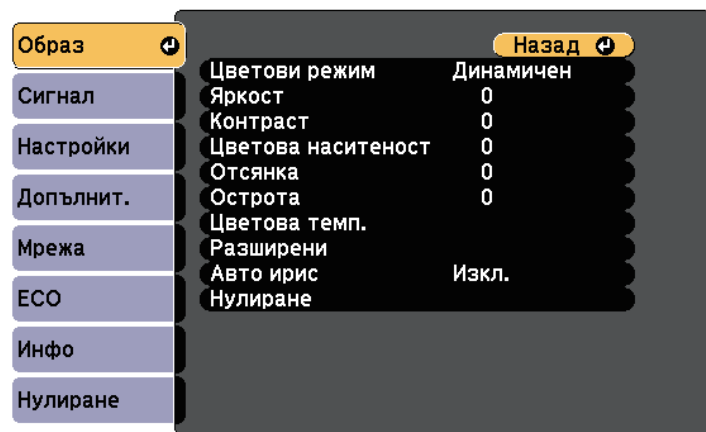 Образ
Сигнал
Настройки
Допълнит.
Мрежа
ECO
Инфо
Нулиране
Назад
Цветови режим Динамичен
Яркост 0
Контраст 0
Цветова наситеност 0
Отсянка 0
Острота 0
Цветова темп.
Разширени
Авто ирис Изкл.
Нулиране